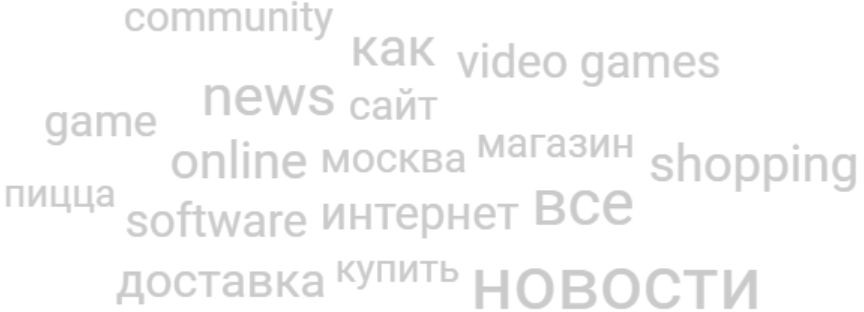 community
как video games
news сайт
game
online москва магазин shopping
пицца software интернет все
доставка купить новости